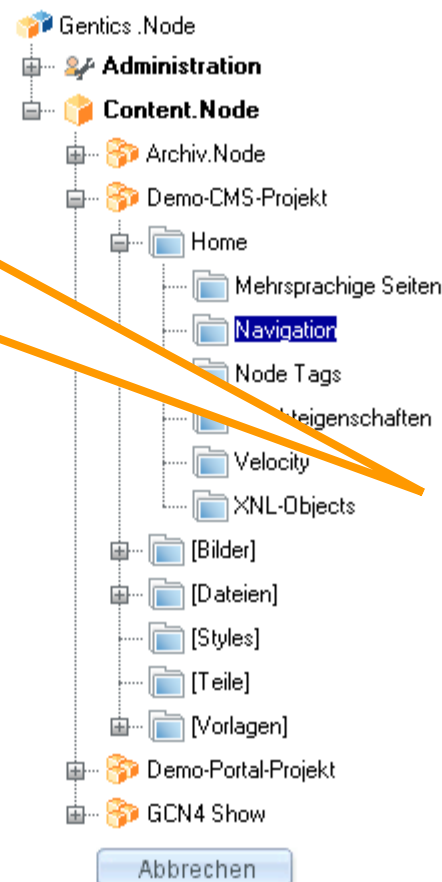 Gentics .Node
Administration
Content.Node
Archiv.Node
Demo-CMS-Projekt
Home
Mehrsprachige Seiten
Navigation
Node Tags
Velocity
XNL-Objects
[Bilder]
[Dateien]
[Styles]
[Teile]
[Vorlagen]
Demo-Portal-Projekt
GCN4 Show
Abbrechen